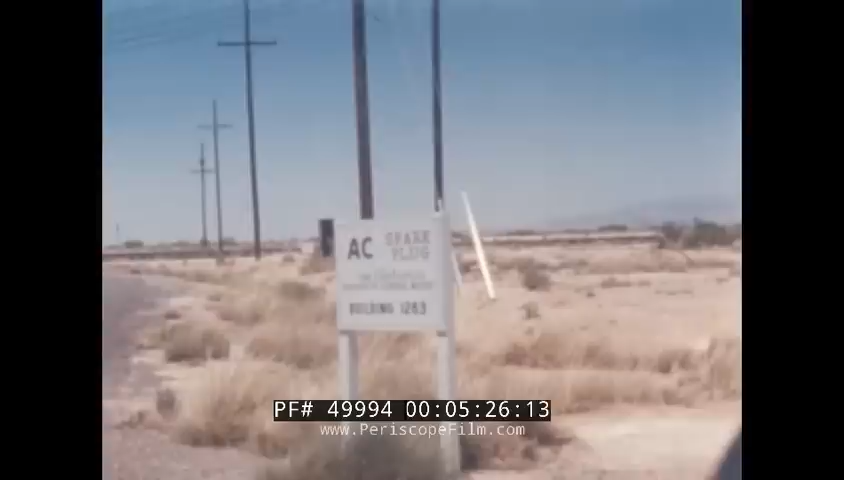 AC SPARK
PLUG
BUILDING 1263
PF# 49994 00:05:26:13
www.PeriscopeFilm.com